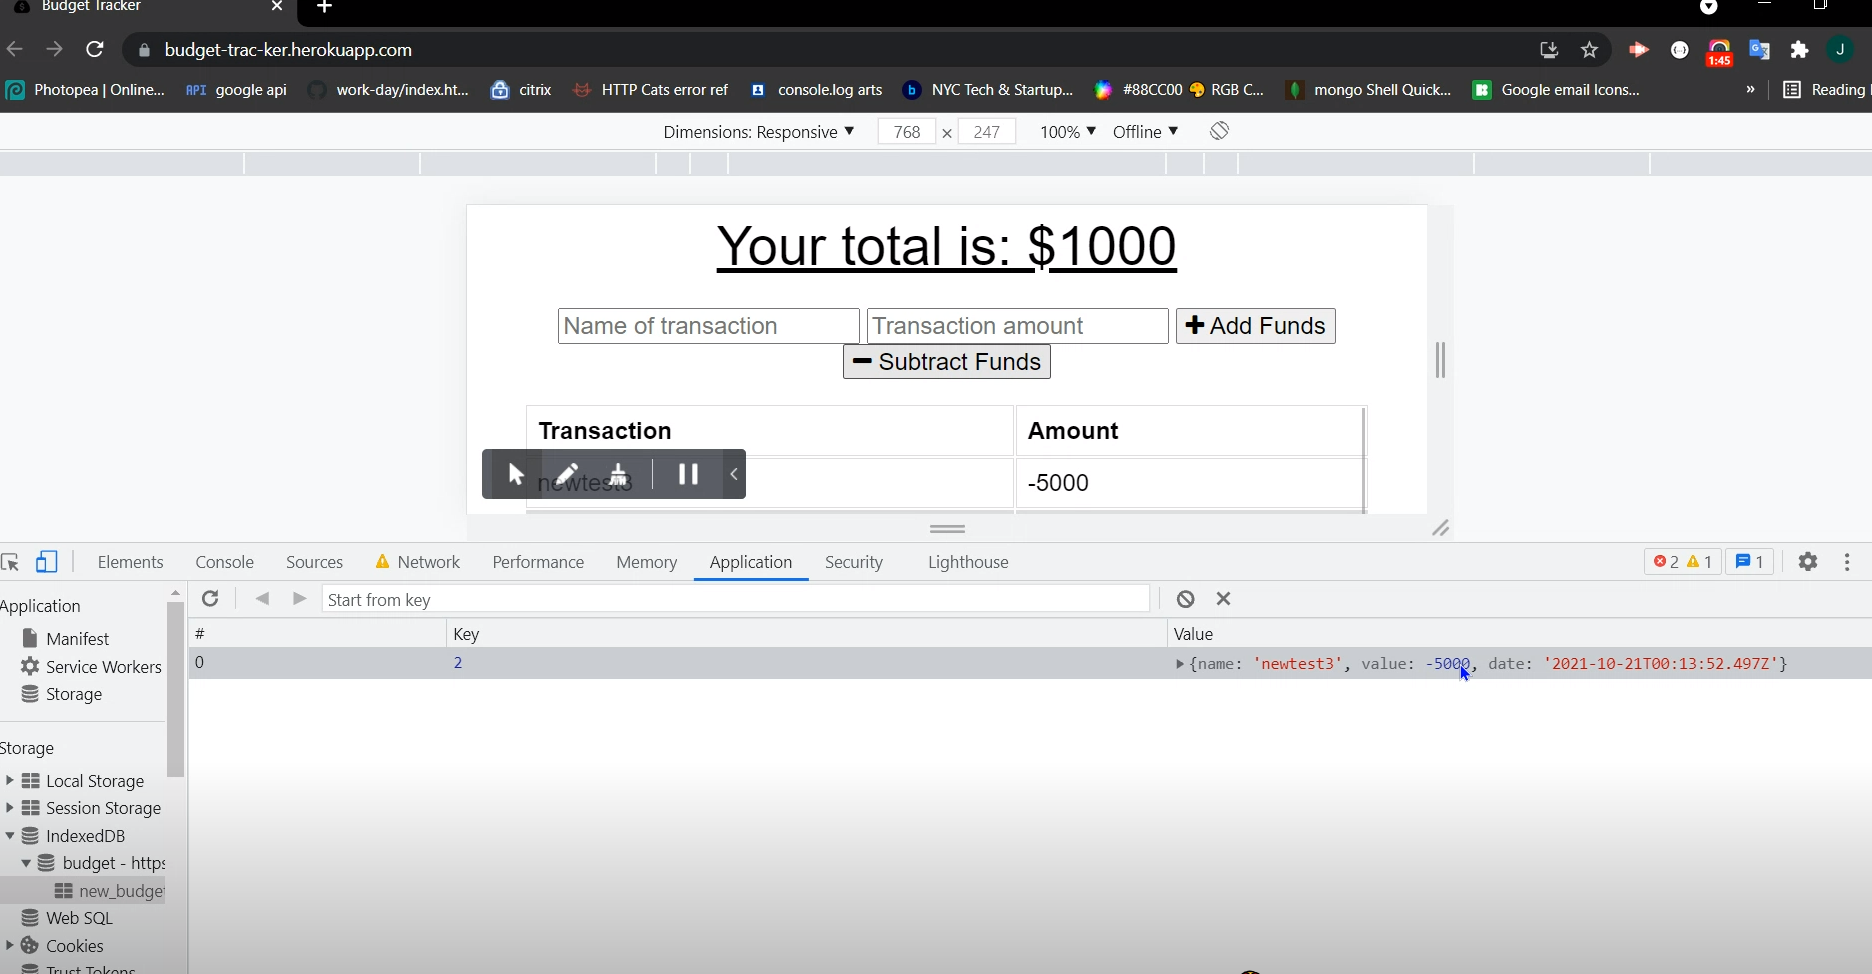 Budget Tracker
budget-trac-ker.herokuapp.com
1:45
J
Photopea | Online... API google api work-day/index.ht... citrix HTTP Cats error ref console.log arts b NYC Tech & Startup... #88CC00 RGB C... mongo Shell Quick... Google email Icons... » Reading
Dimensions: Responsive 768 × 247 100% Offline
Your total is: $1000
Name of transaction Transaction amount Add Funds
Subtract Funds
Transaction Amount
newtest3 -5000
Elements Console Sources Network Performance Memory Application Security Lighthouse 2 1 1
Application
Start from key
# Key Value
Manifest
0 2 {name: 'newtest3', value: -5000, date: '2021-10-21T00:13:52.497Z'}
Service Workers
Storage
Storage
Local Storage
Session Storage
IndexedDB
budget - https
new_budget
Web SQL
Cookies
Trust Tokens